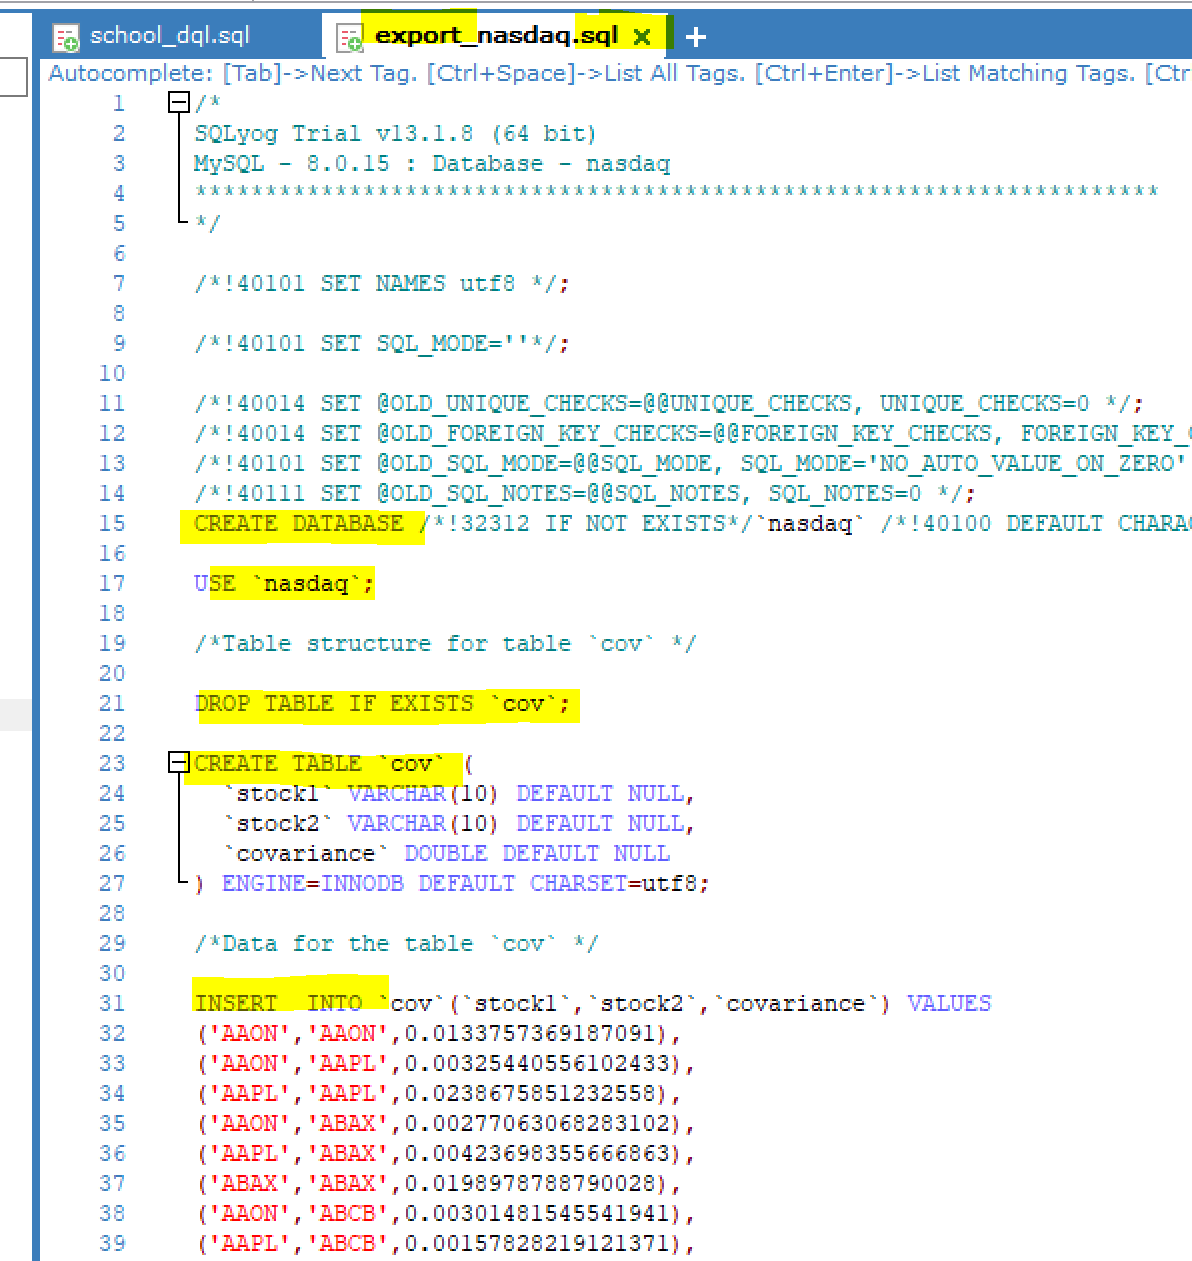 school_dql.sql
export_nasdaq.sql × +
Autocomplete: [Tab]->Next Tag. [Ctrl+Space]->List All Tags. [Ctrl+Enter]->List Matching Tags. [Ctr
1 /*
2 SQLyog Trial v13.1.8 (64 bit)
3 MySQL - 8.0.15 : Database - nasdaq
4 *********************************************************************
5 */
6
7 /*!40101 SET NAMES utf8 */;
8
9 /*!40101 SET SQL_MODE=''*/;
10
11 /*!40014 SET @OLD_UNIQUE_CHECKS=@@UNIQUE_CHECKS, UNIQUE_CHECKS=0 */;
12 /*!40014 SET @OLD_FOREIGN_KEY_CHECKS=@@FOREIGN_KEY_CHECKS, FOREIGN_KEY_
13 /*!40101 SET @OLD_SQL_MODE=@@SQL_MODE, SQL_MODE='NO_AUTO_VALUE_ON_ZERO'
14 /*!40111 SET @OLD_SQL_NOTES=@@SQL_NOTES, SQL_NOTES=0 */;
15 CREATE DATABASE /*!32312 IF NOT EXISTS*/`nasdaq` /*!40100 DEFAULT CHARA
16
17 USE `nasdaq`;
18
19 /*Table structure for table `cov` */
20
21 DROP TABLE IF EXISTS `cov`;
22
23 CREATE TABLE `cov` (
24 `stock1` VARCHAR(10) DEFAULT NULL,
25 `stock2` VARCHAR(10) DEFAULT NULL,
26 `covariance` DOUBLE DEFAULT NULL
27 ) ENGINE=INNODB DEFAULT CHARSET=utf8;
28
29 /*Data for the table `cov` */
30
31 INSERT  INTO `cov`(`stock1`,`stock2`,`covariance`) VALUES
32 ('AAON','AAON',0.0133757369187091),
33 ('AAON','AAPL',0.00325440556102433),
34 ('AAPL','AAPL',0.0238675851232558),
35 ('AAON','ABAX',0.00277063068283102),
36 ('AAPL','ABAX',0.00423698355666863),
37 ('ABAX','ABAX',0.0198978788790028),
38 ('AAON','ABCB',0.00301481545541941),
39 ('AAPL','ABCB',0.00157828219121371),